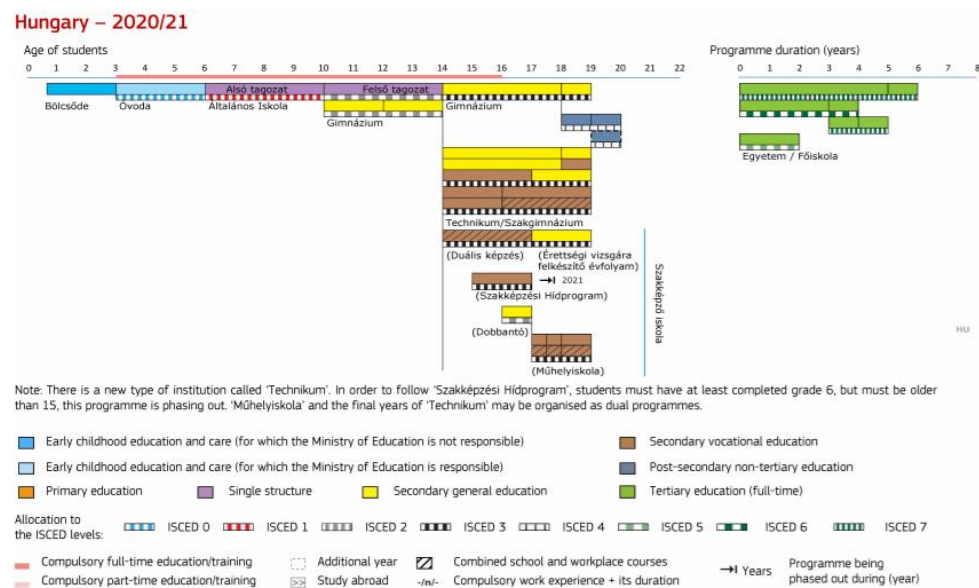 Hungary – 2020/21
Age of students
Programme duration (years)
0 1 2 3 4 5 6 7 8 9 10 11 12 13 14 15 16 17 18 19 20 21 22
0 1 2 3 4 5 6 7 8
Alsó tagozat
Felső tagozat
Bölcsőde
Óvoda
Általános Iskola
Gimnázium
Gimnázium
Egyetem / Főiskola
Technikum/Szakgimnázium
(Duális képzés)
(Érettségi vizsgára
felkészítő évfolyam)
2021
(Szakképzési Hídprogram)
(Dobbantó)
(Műhelyiskola)
Szakképző iskola
HU
Note: There is a new type of institution called 'Technikum'. In order to follow 'Szakképzési Hídprogram', students must have at least completed grade 6, but must be older
than 15, this programme is phasing out. 'Műhelyiskola' and the final years of 'Technikum' may be organised as dual programmes.
Early childhood education and care (for which the Ministry of Education is not responsible)
Secondary vocational education
Early childhood education and care (for which the Ministry of Education is responsible)
Post-secondary non-tertiary education
Primary education
Single structure
Secondary general education
Tertiary education (full-time)
Allocation to
the ISCED levels:
ISCED 0
ISCED 1
ISCED 2
ISCED 3
ISCED 4
ISCED 5
ISCED 6
ISCED 7
Compulsory full-time education/training
Additional year
Combined school and workplace courses
Years
Programme being
phased out during (year)
Compulsory part-time education/training
>>
Study abroad
-/n/-
Compulsory work experience + its duration